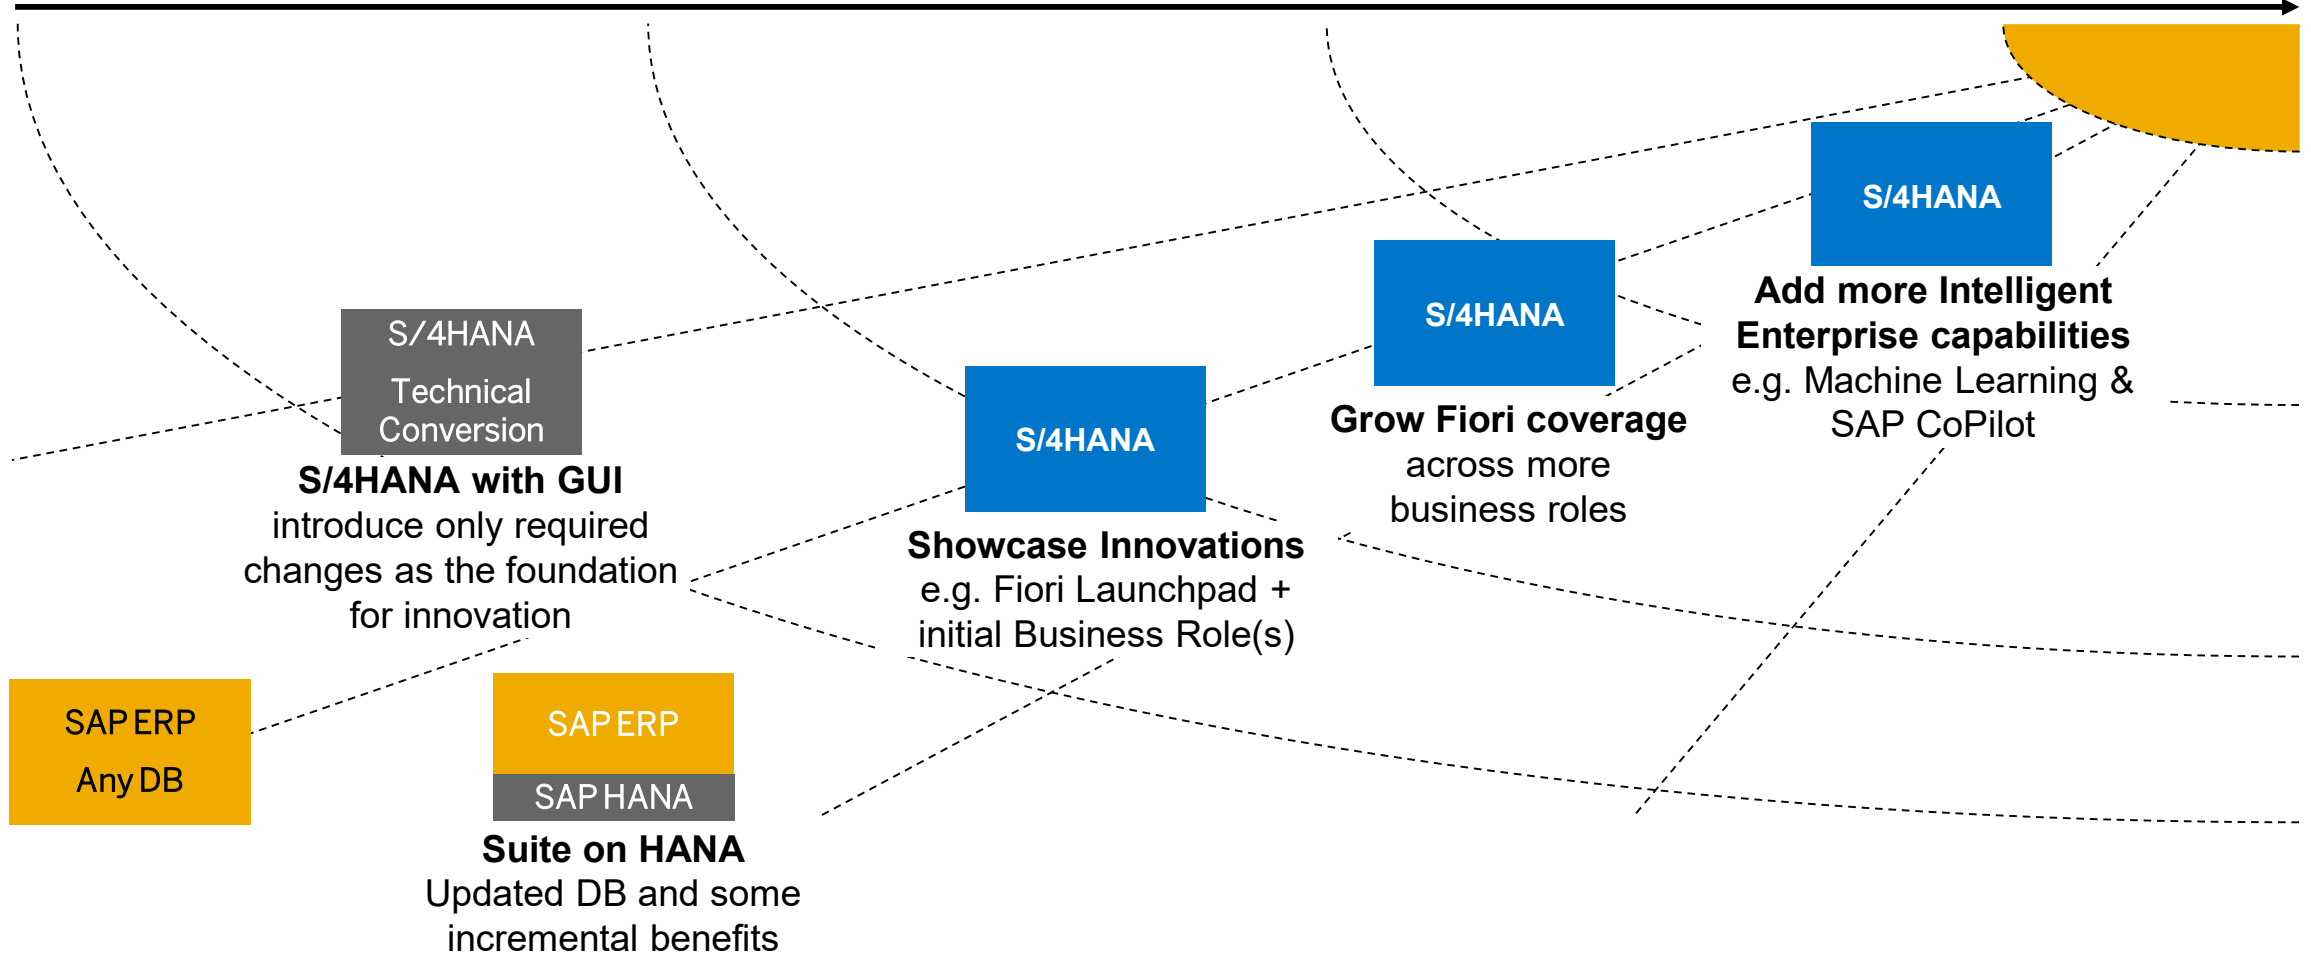 S/4HANA
Technical
Conversion
S/4HANA with GUI
introduce only required
changes as the foundation
for innovation
SAP ERP
Any DB
SAP ERP
SAP HANA
Suite on HANA
Updated DB and some
incremental benefits
S/4HANA
Showcase Innovations
e.g. Fiori Launchpad +
initial Business Role(s)
S/4HANA
Grow Fiori coverage
across more
business roles
S/4HANA
Add more Intelligent
Enterprise capabilities
e.g. Machine Learning &
SAP CoPilot